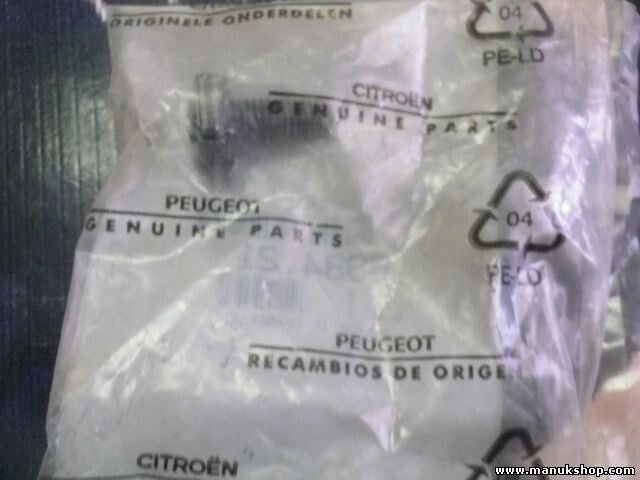 ORIGINELE ONDERDELEN
04
PE-LD
CITROËN
GENUINE PARTS
PEUGEOT
GENUINE PARTS
04
PE-LD
PEUGEOT
RECAMBIOS DE ORIGE
CITROËN
www.manukshop.com